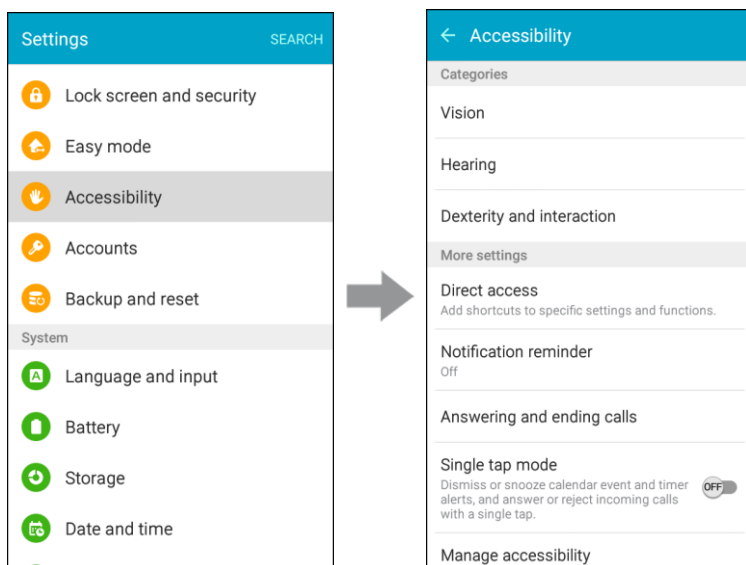 Settings
SEARCH
Lock screen and security
Easy mode
Accessibility
Accounts
Backup and reset
System
A
Language and input
Battery
Storage
Date and time
Accessibility
Categories
Vision
Hearing
Dexterity and interaction
More settings
Direct access
Add shortcuts to specific settings and functions.
Notification reminder
Off
Answering and ending calls
Single tap mode
Dismiss or snooze calendar event and timer
alerts, and answer or reject incoming calls
with a single tap.
OFF
Manage accessibility